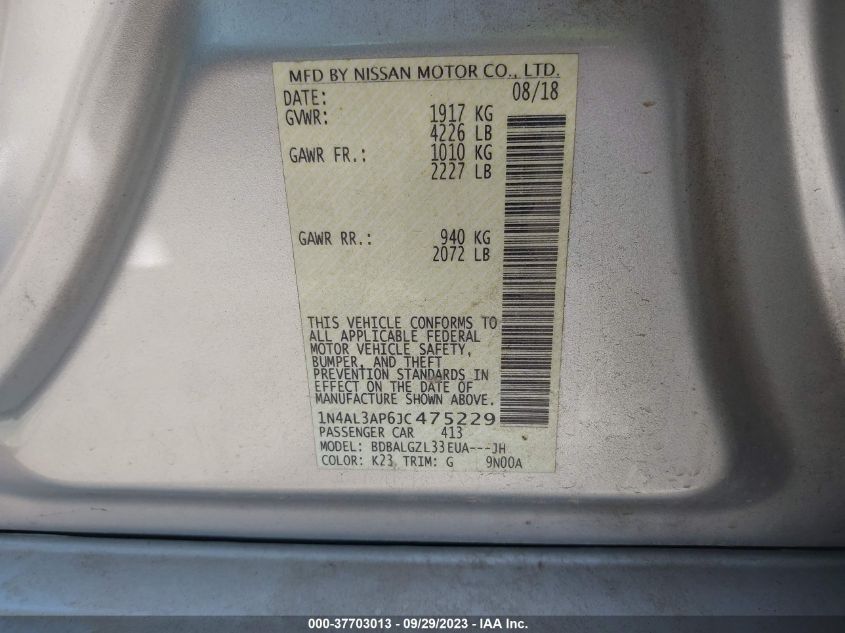 MFD BY NISSAN MOTOR CO., LTD.
DATE: 08/18
GVWR: 1917 KG
4226 LB
GAWR FR.: 1010 KG
2227 LB
GAWR RR.: 940 KG
2072 LB
THIS VEHICLE CONFORMS TO
ALL APPLICABLE FEDERAL
MOTOR VEHICLE SAFETY,
BUMPER, AND THEFT
PREVENTION STANDARDS IN
EFFECT ON THE DATE OF
MANUFACTURE SHOWN ABOVE.
1N4AL3AP6JC475229
PASSENGER CAR 413
MODEL: BDBALGZL33EUA---JH
COLOR: K23 TRIM: G 9N00A
000-37703013 - 09/29/2023 - IAA Inc.